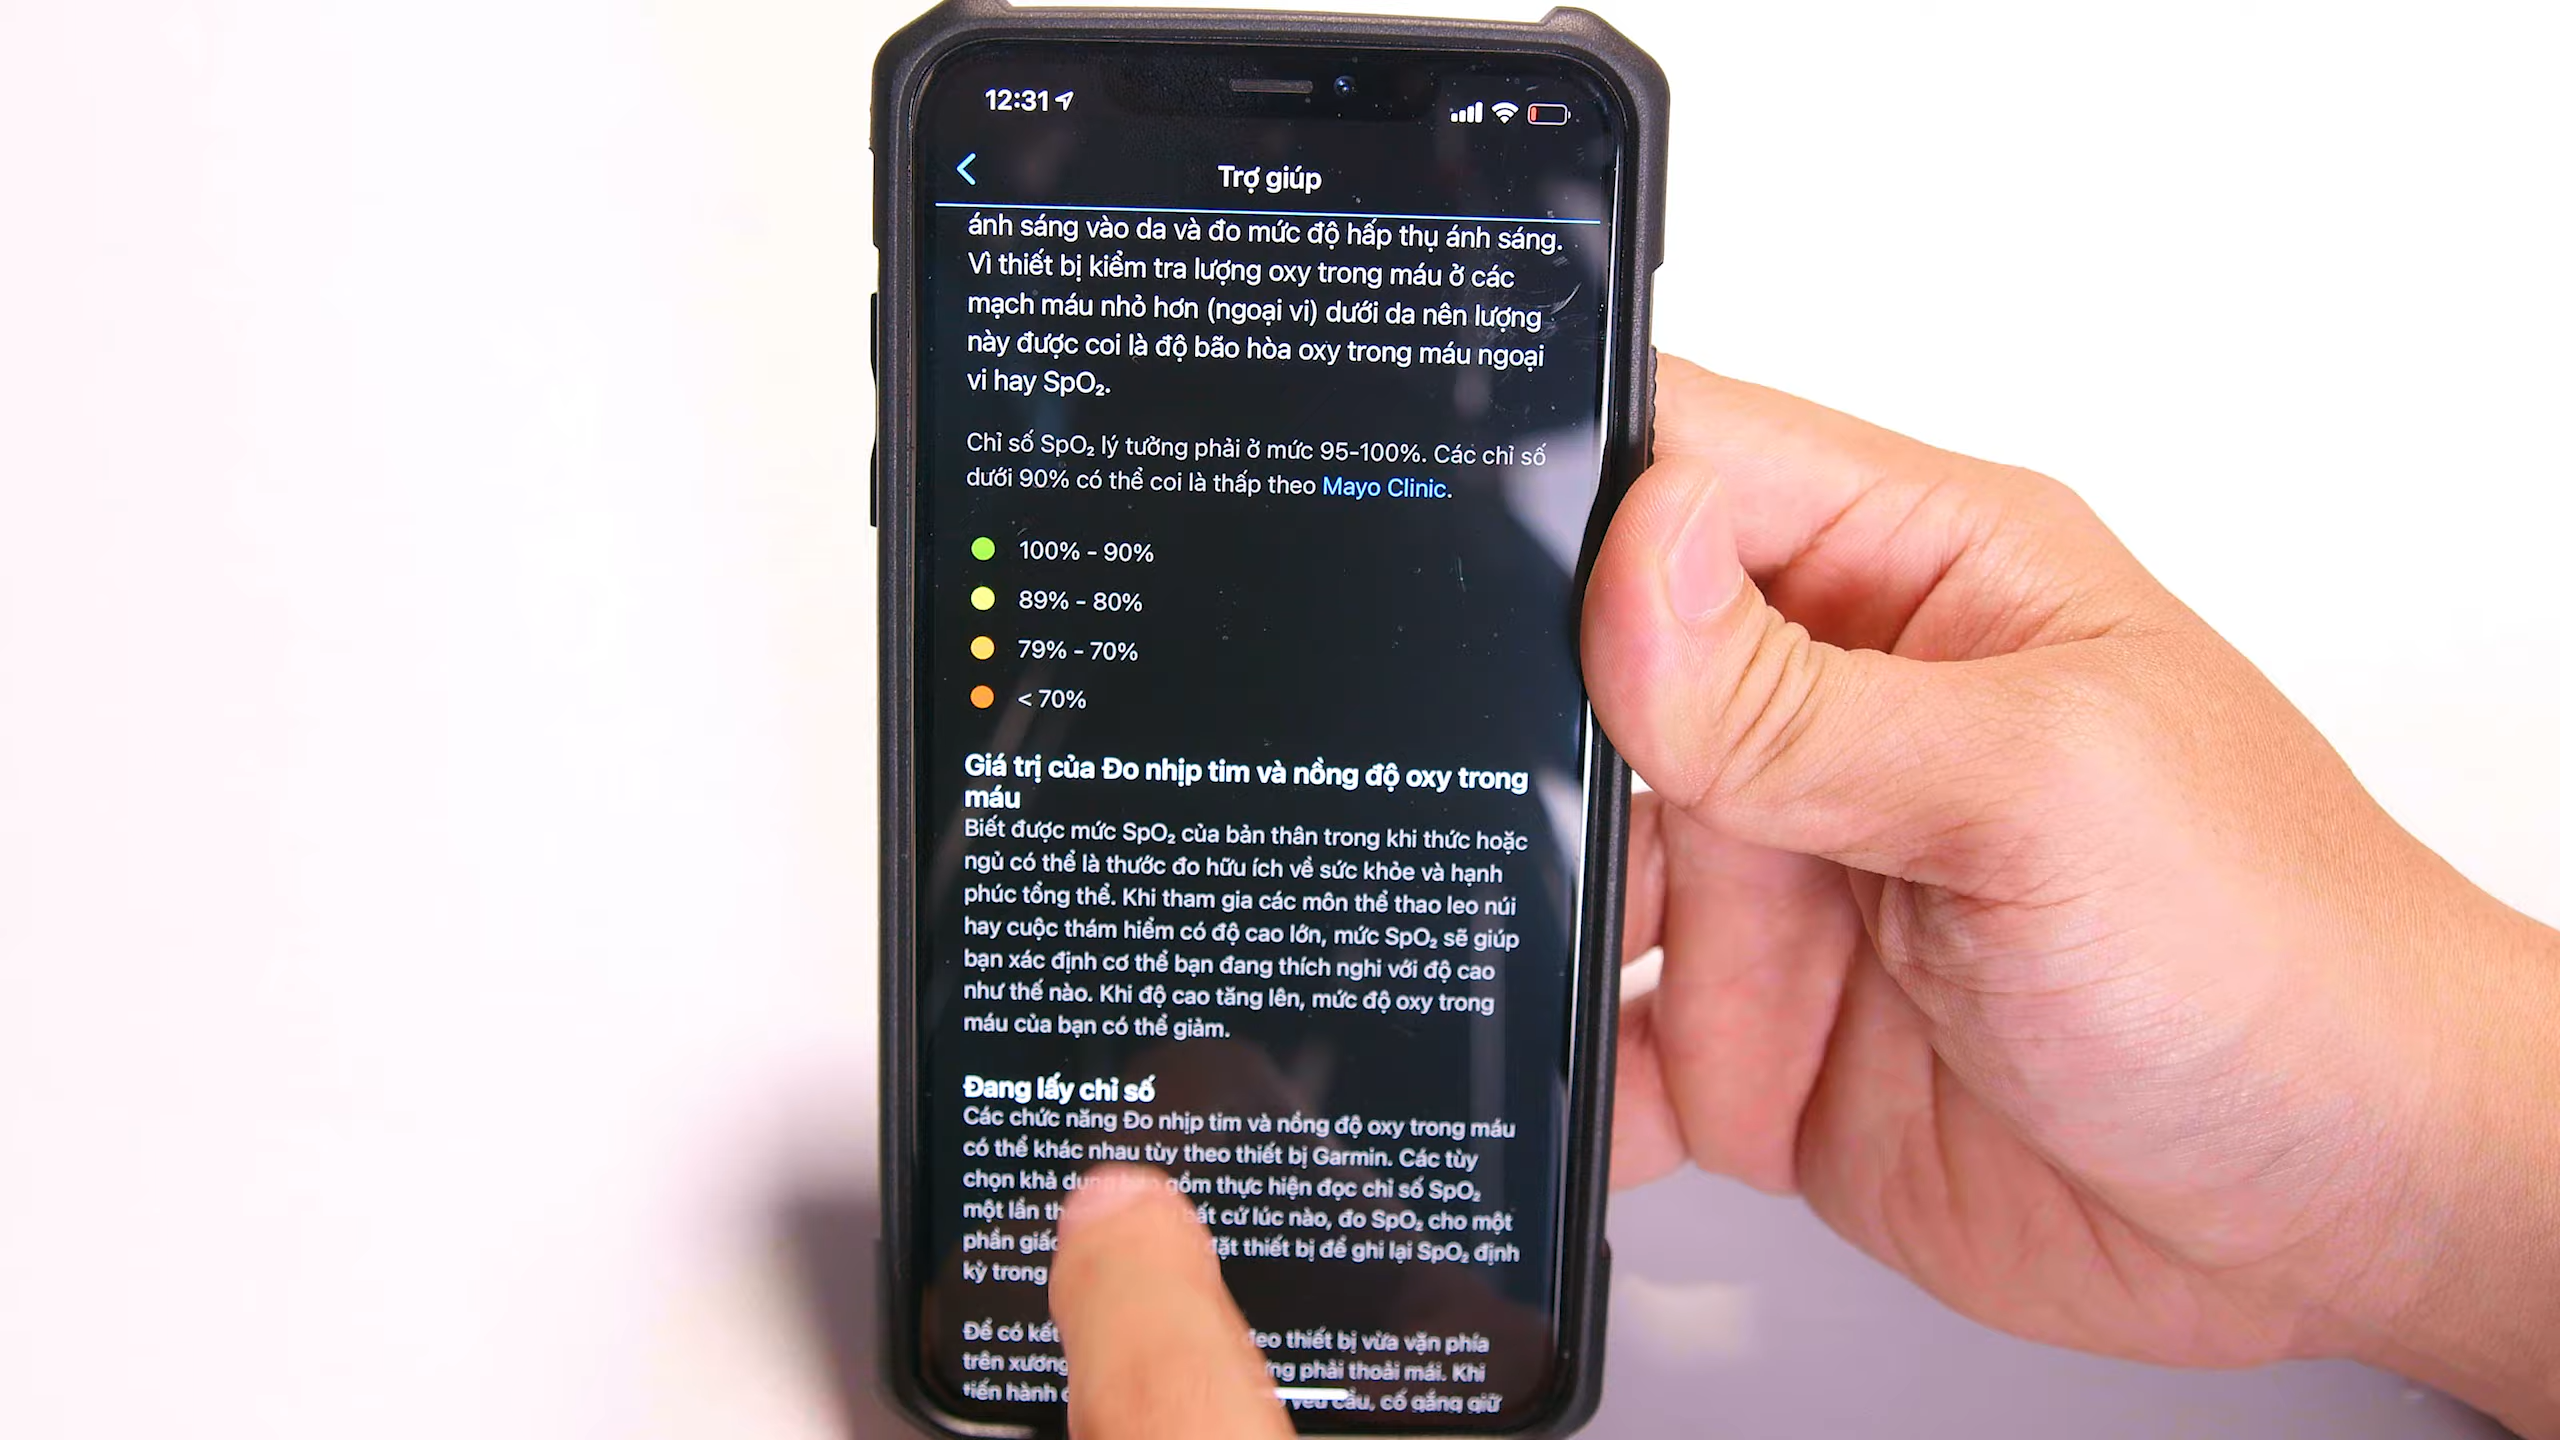 12:31
Trợ giúp
ánh sáng vào da và đo mức độ hấp thụ ánh sáng.
Vì thiết bị kiểm tra lượng oxy trong máu ở các
mạch máu nhỏ hơn (ngoại vi) dưới da nên lượng
này được coi là độ bão hòa oxy trong máu ngoại
vi hay SpO₂.
Chỉ số SpO₂ lý tưởng phải ở mức 95-100%. Các chỉ số
dưới 90% có thể coi là thấp theo Mayo Clinic.
100% - 90%
89% - 80%
79% - 70%
< 70%
Giá trị của Đo nhịp tim và nồng độ oxy trong
máu
Biết được mức SpO₂ của bản thân trong khi thức hoặc
ngủ có thể là thước đo hữu ích về sức khỏe và hạnh
phúc tổng thể. Khi tham gia các môn thể thao leo núi
hay cuộc thám hiểm có độ cao lớn, mức SpO₂ sẽ giúp
bạn xác định cơ thể bạn đang thích nghi với độ cao
như thế nào. Khi độ cao tăng lên, mức độ oxy trong
máu của bạn có thể giảm.
Đang lấy chỉ số
Các chức năng Đo nhịp tim và nồng độ oxy trong máu
có thể khác nhau tùy theo thiết bị Garmin. Các tùy
chọn khả dụng gồm thực hiện đọc chỉ số SpO₂
một lần bất cứ lúc nào, đo SpO₂ cho một
phần đặt thiết bị để ghi lại SpO₂ định
kỳ trong
Để có kết đeo thiết bị vừa vặn phía
trên xương phải thoải mái. Khi
tiến hành cầu, cố gắng giữ